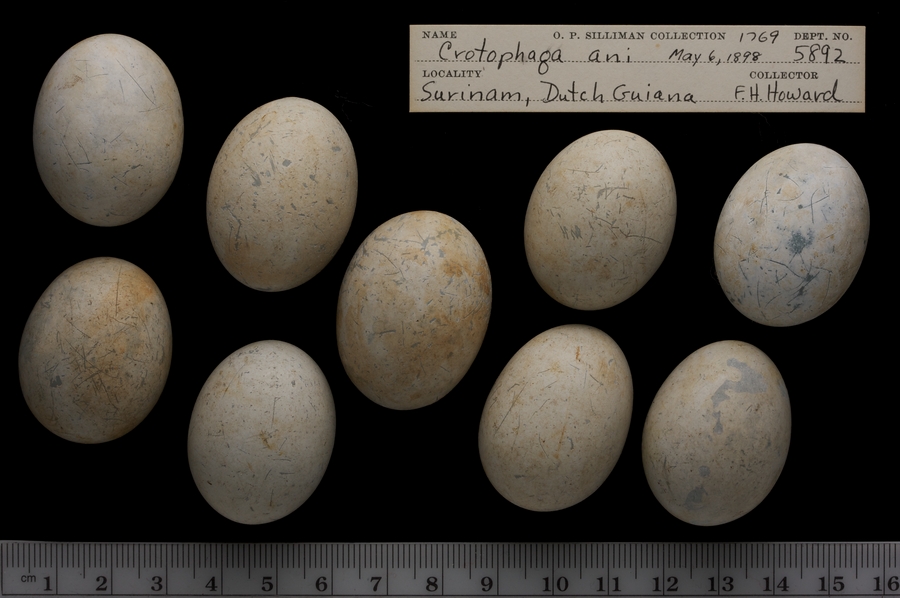 NAME O. P. SILLIMAN COLLECTION 1769 DEPT. NO.
Crotophaga ani May 6, 1898 5892
LOCALITY COLLECTOR
Surinam, Dutch Guiana F.H. Howard
cm 1 2 3 4 5 6 7 8 9 10 11 12 13 14 15 16